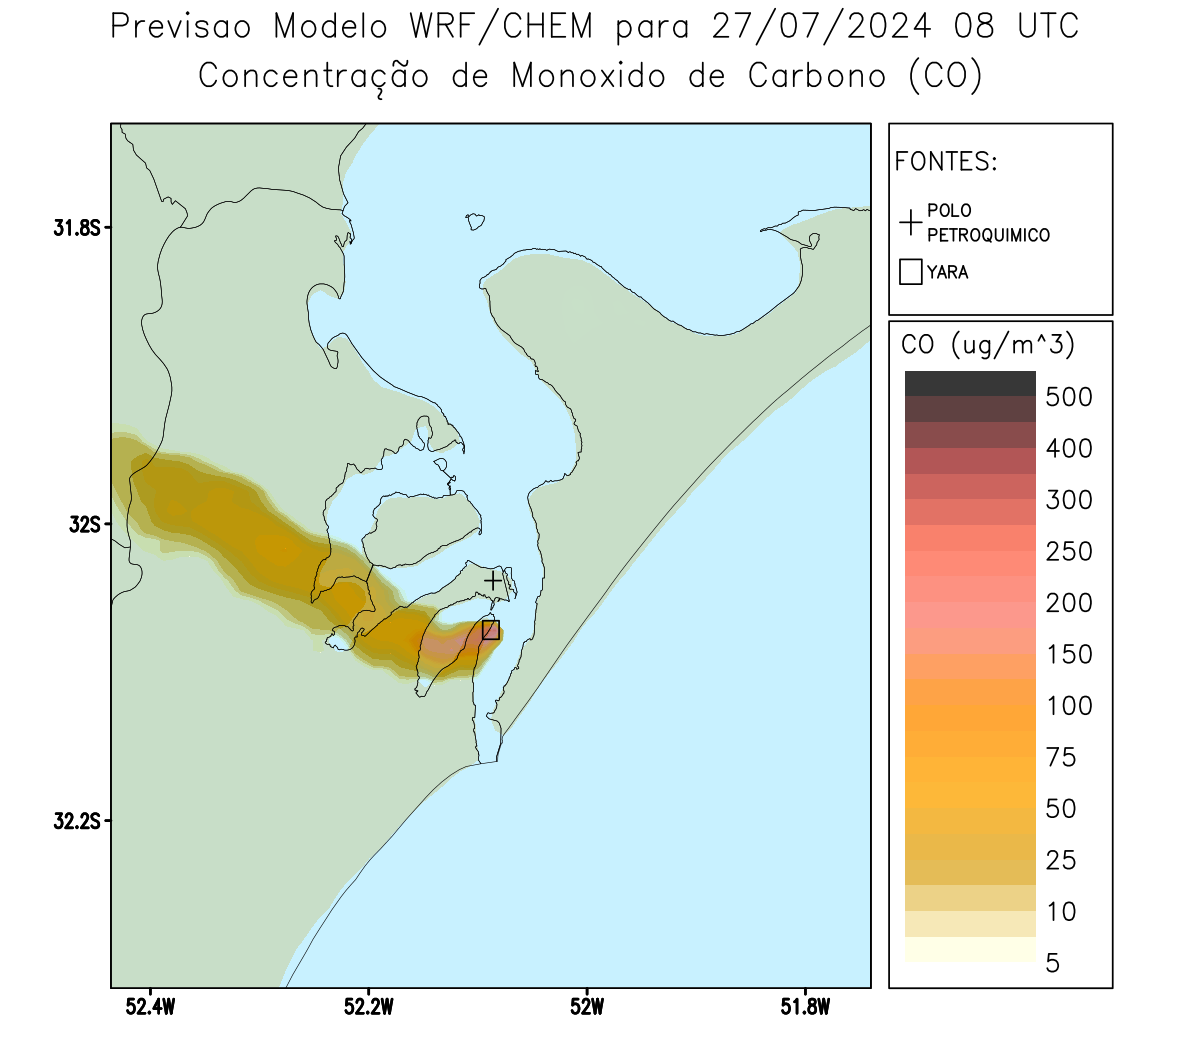 Previsao Modelo WRF/CHEM para 27/07/2024 08 UTC
Concentração de Monoxido de Carbono (CO)
FONTES:
POLO
PETROQUIMICO
YARA
CO (ug/m^3)
500
400
300
250
200
150
100
75
50
25
10
5
31.8S
32S
32.2S
52.4W
52.2W
52W
51.8W